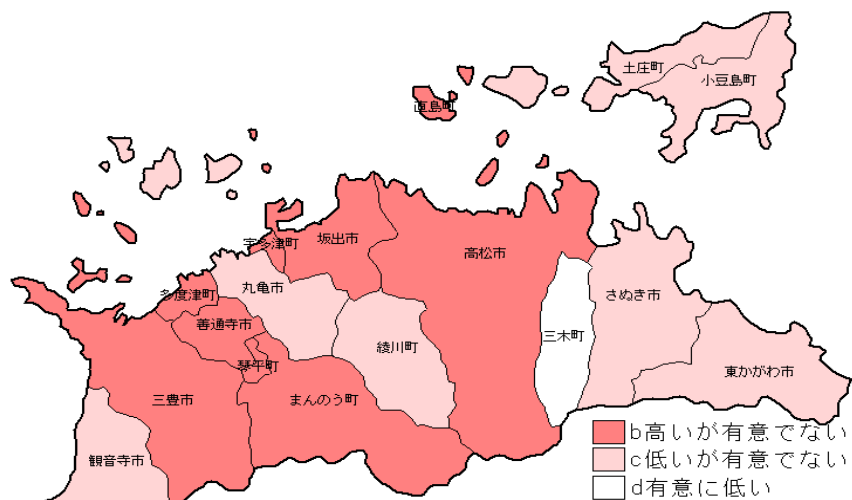 土庄町
小豆島町
直島町
宇多津町
坂出市
高松市
丸亀市
多度津町
さぬき市
善通寺市
三木町
綾川町
琴平町
東かがわ市
三豊市
まんのう町
観音寺市
b高いが有意でない
c低いが有意でない
d有意に低い